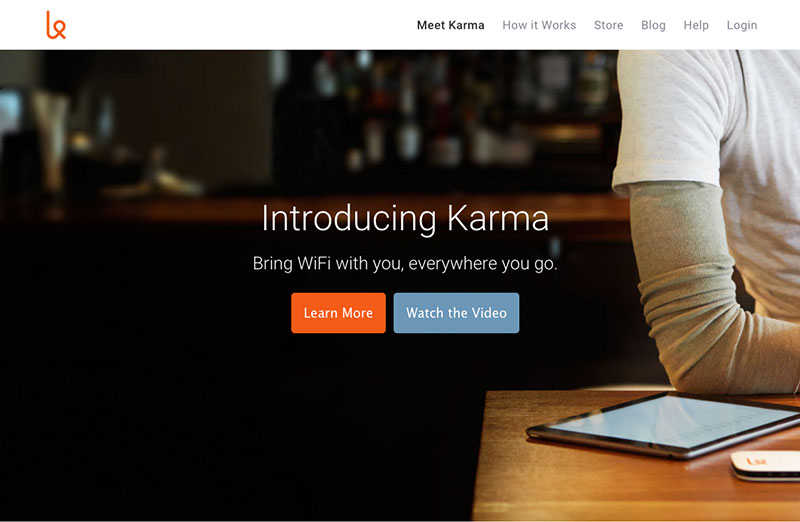 Meet Karma How it Works Store Blog Help Login
Introducing Karma
Bring WiFi with you, everywhere you go.
Learn More Watch the Video